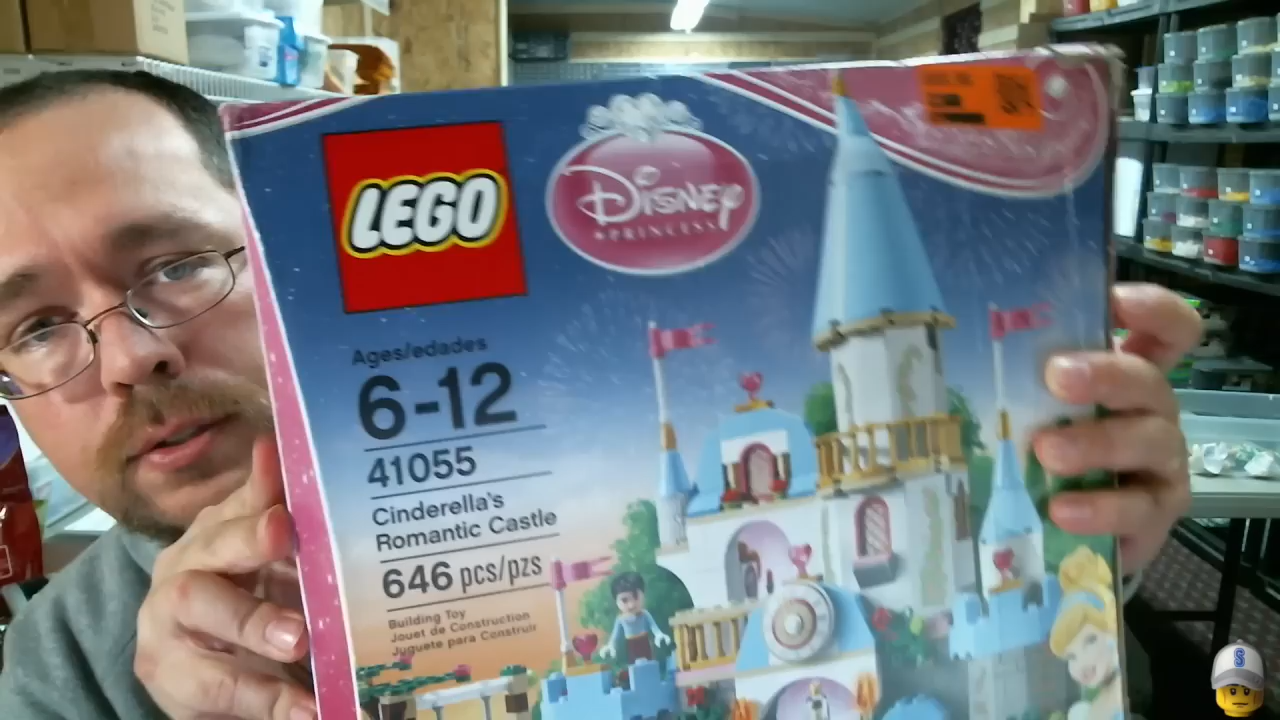 LEGO
Disney
PRINCESS
Ages/edades
6-12
41055
Cinderella's
Romantic Castle
646 pcs/pzs
Building Toy
Jouet de Construction
Juguete para Construir
S